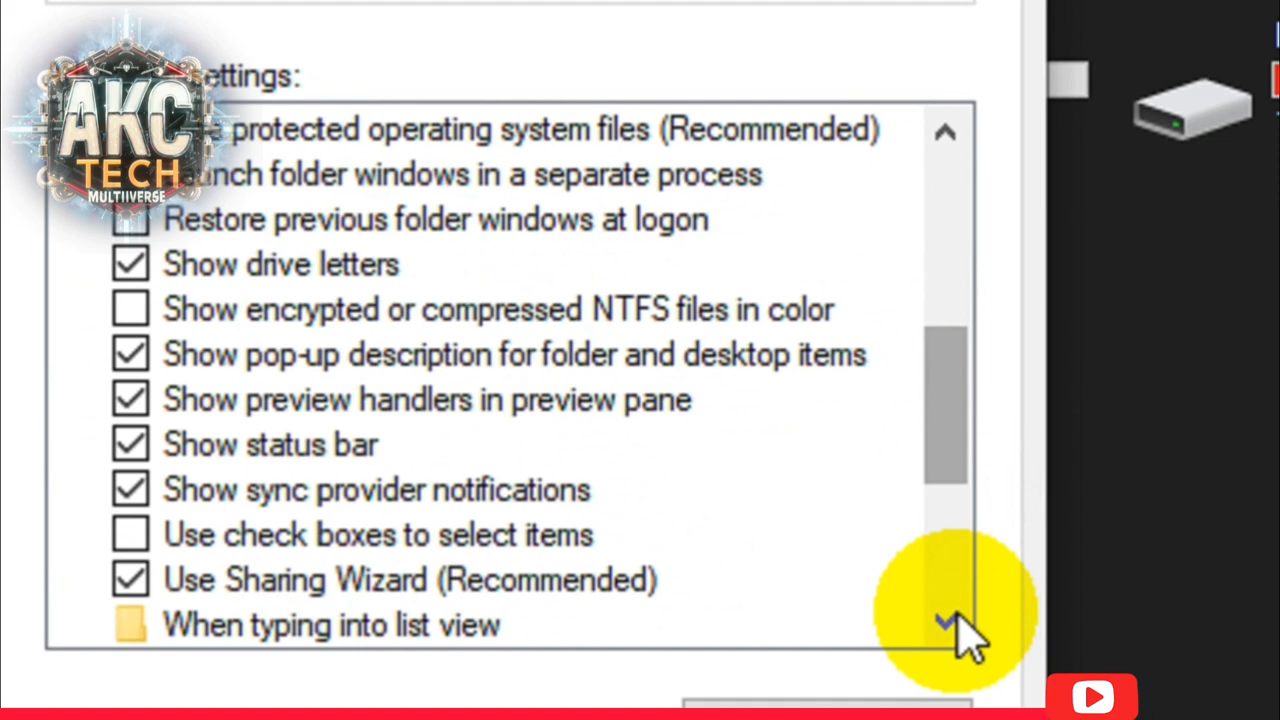 ettings:
protected operating system files (Recommended)
aunch folder windows in a separate process
Restore previous folder windows at logon
Show drive letters
Show encrypted or compressed NTFS files in color
Show pop-up description for folder and desktop items
Show preview handlers in preview pane
Show status bar
Show sync provider notifications
Use check boxes to select items
Use Sharing Wizard (Recommended)
When typing into list view
AKC
TECH
MULTIIVERSE